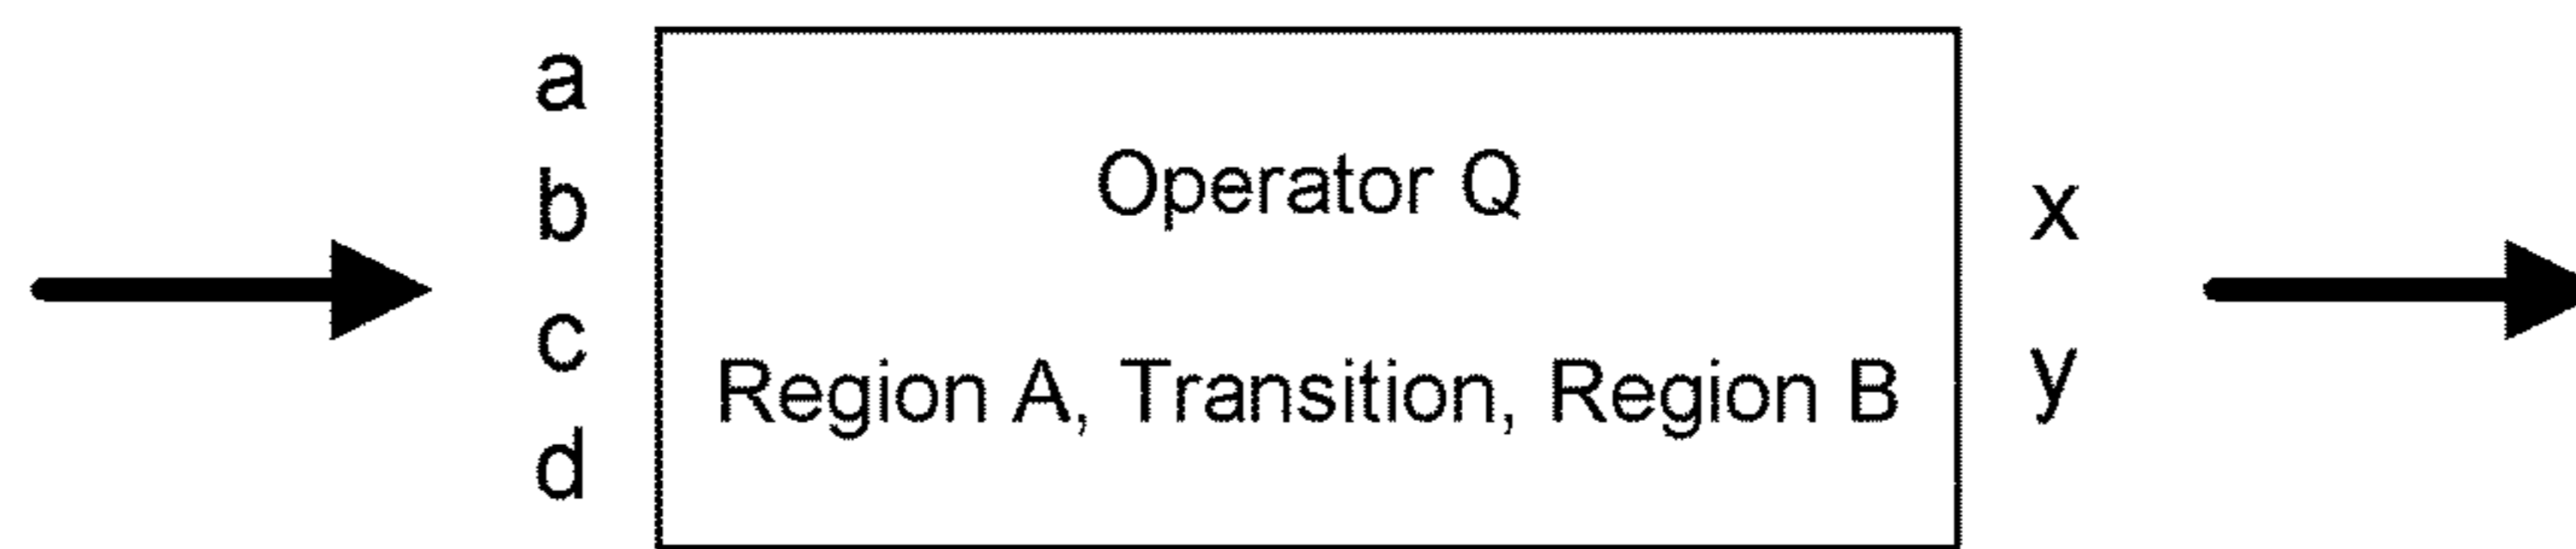 a
b
c
d
Operator Q
Region A, Transition, Region B
x
y